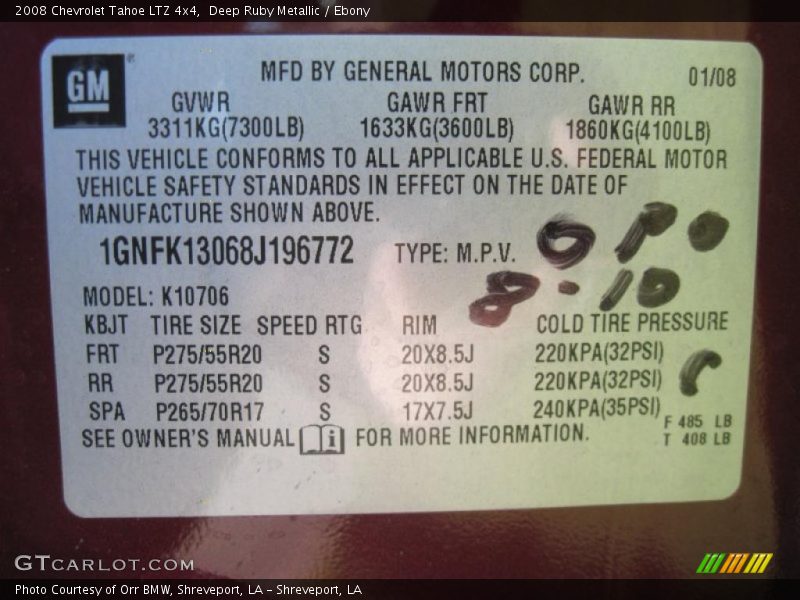 2008 Chevrolet Tahoe LTZ 4x4, Deep Ruby Metallic / Ebony
GM
MFD BY GENERAL MOTORS CORP. 01/08
GVWR GAWR FRT GAWR RR
3311KG(7300LB) 1633KG(3600LB) 1860KG(4100LB)
THIS VEHICLE CONFORMS TO ALL APPLICABLE U.S. FEDERAL MOTOR
VEHICLE SAFETY STANDARDS IN EFFECT ON THE DATE OF
MANUFACTURE SHOWN ABOVE.
1GNFK13068J196772 TYPE: M.P.V.
MODEL: K10706
KBJT TIRE SIZE SPEED RTG RIM COLD TIRE PRESSURE
FRT P275/55R20 S 20X8.5J 220KPA(32PSI)
RR P275/55R20 S 20X8.5J 220KPA(32PSI)
SPA P265/70R17 S 17X7.5J 240KPA(35PSI)
F 485 LB
T 408 LB
SEE OWNER'S MANUAL i FOR MORE INFORMATION.
GTCARLOT.COM
Photo Courtesy of Orr BMW, Shreveport, LA - Shreveport, LA